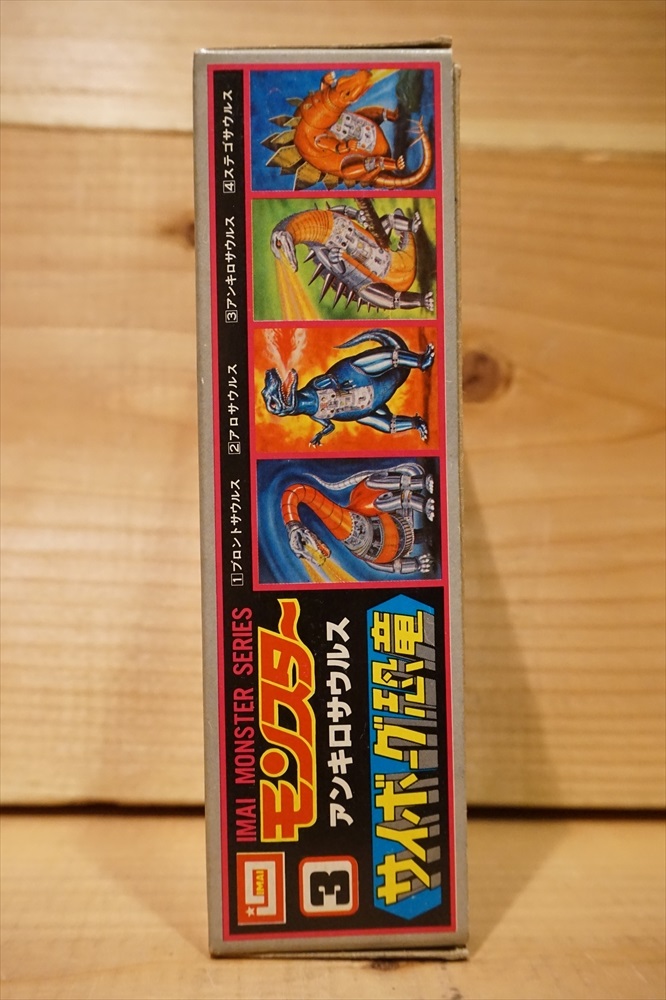 IMAI MONSTER SERIES
モンスター
アンキロサウルス
サイボーグ恐竜
IMAI
3
1 ブロントサウルス 2 アロサウルス 3 アンキロサウルス 4 ステゴサウルス